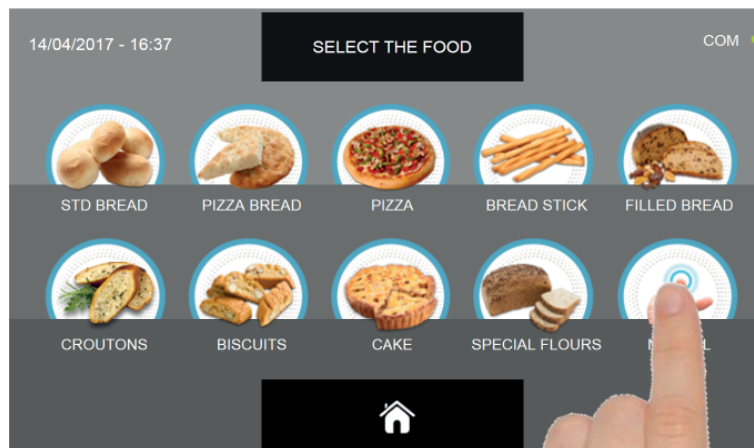 14/04/2017 - 16:37
SELECT THE FOOD
COM
STD BREAD
PIZZA BREAD
PIZZA
BREAD STICK
FILLED BREAD
CROUTONS
BISCUITS
CAKE
SPECIAL FLOURS